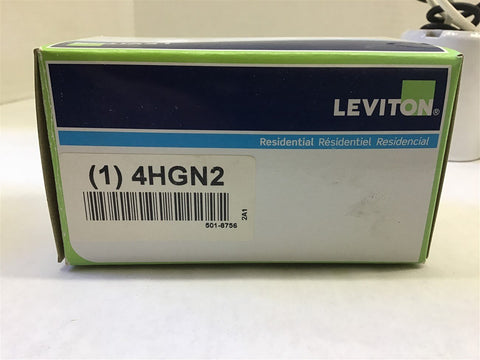 LEVITON®
Residential Résidentiel Residencial
(1) 4HGN2
501-8756
2A1